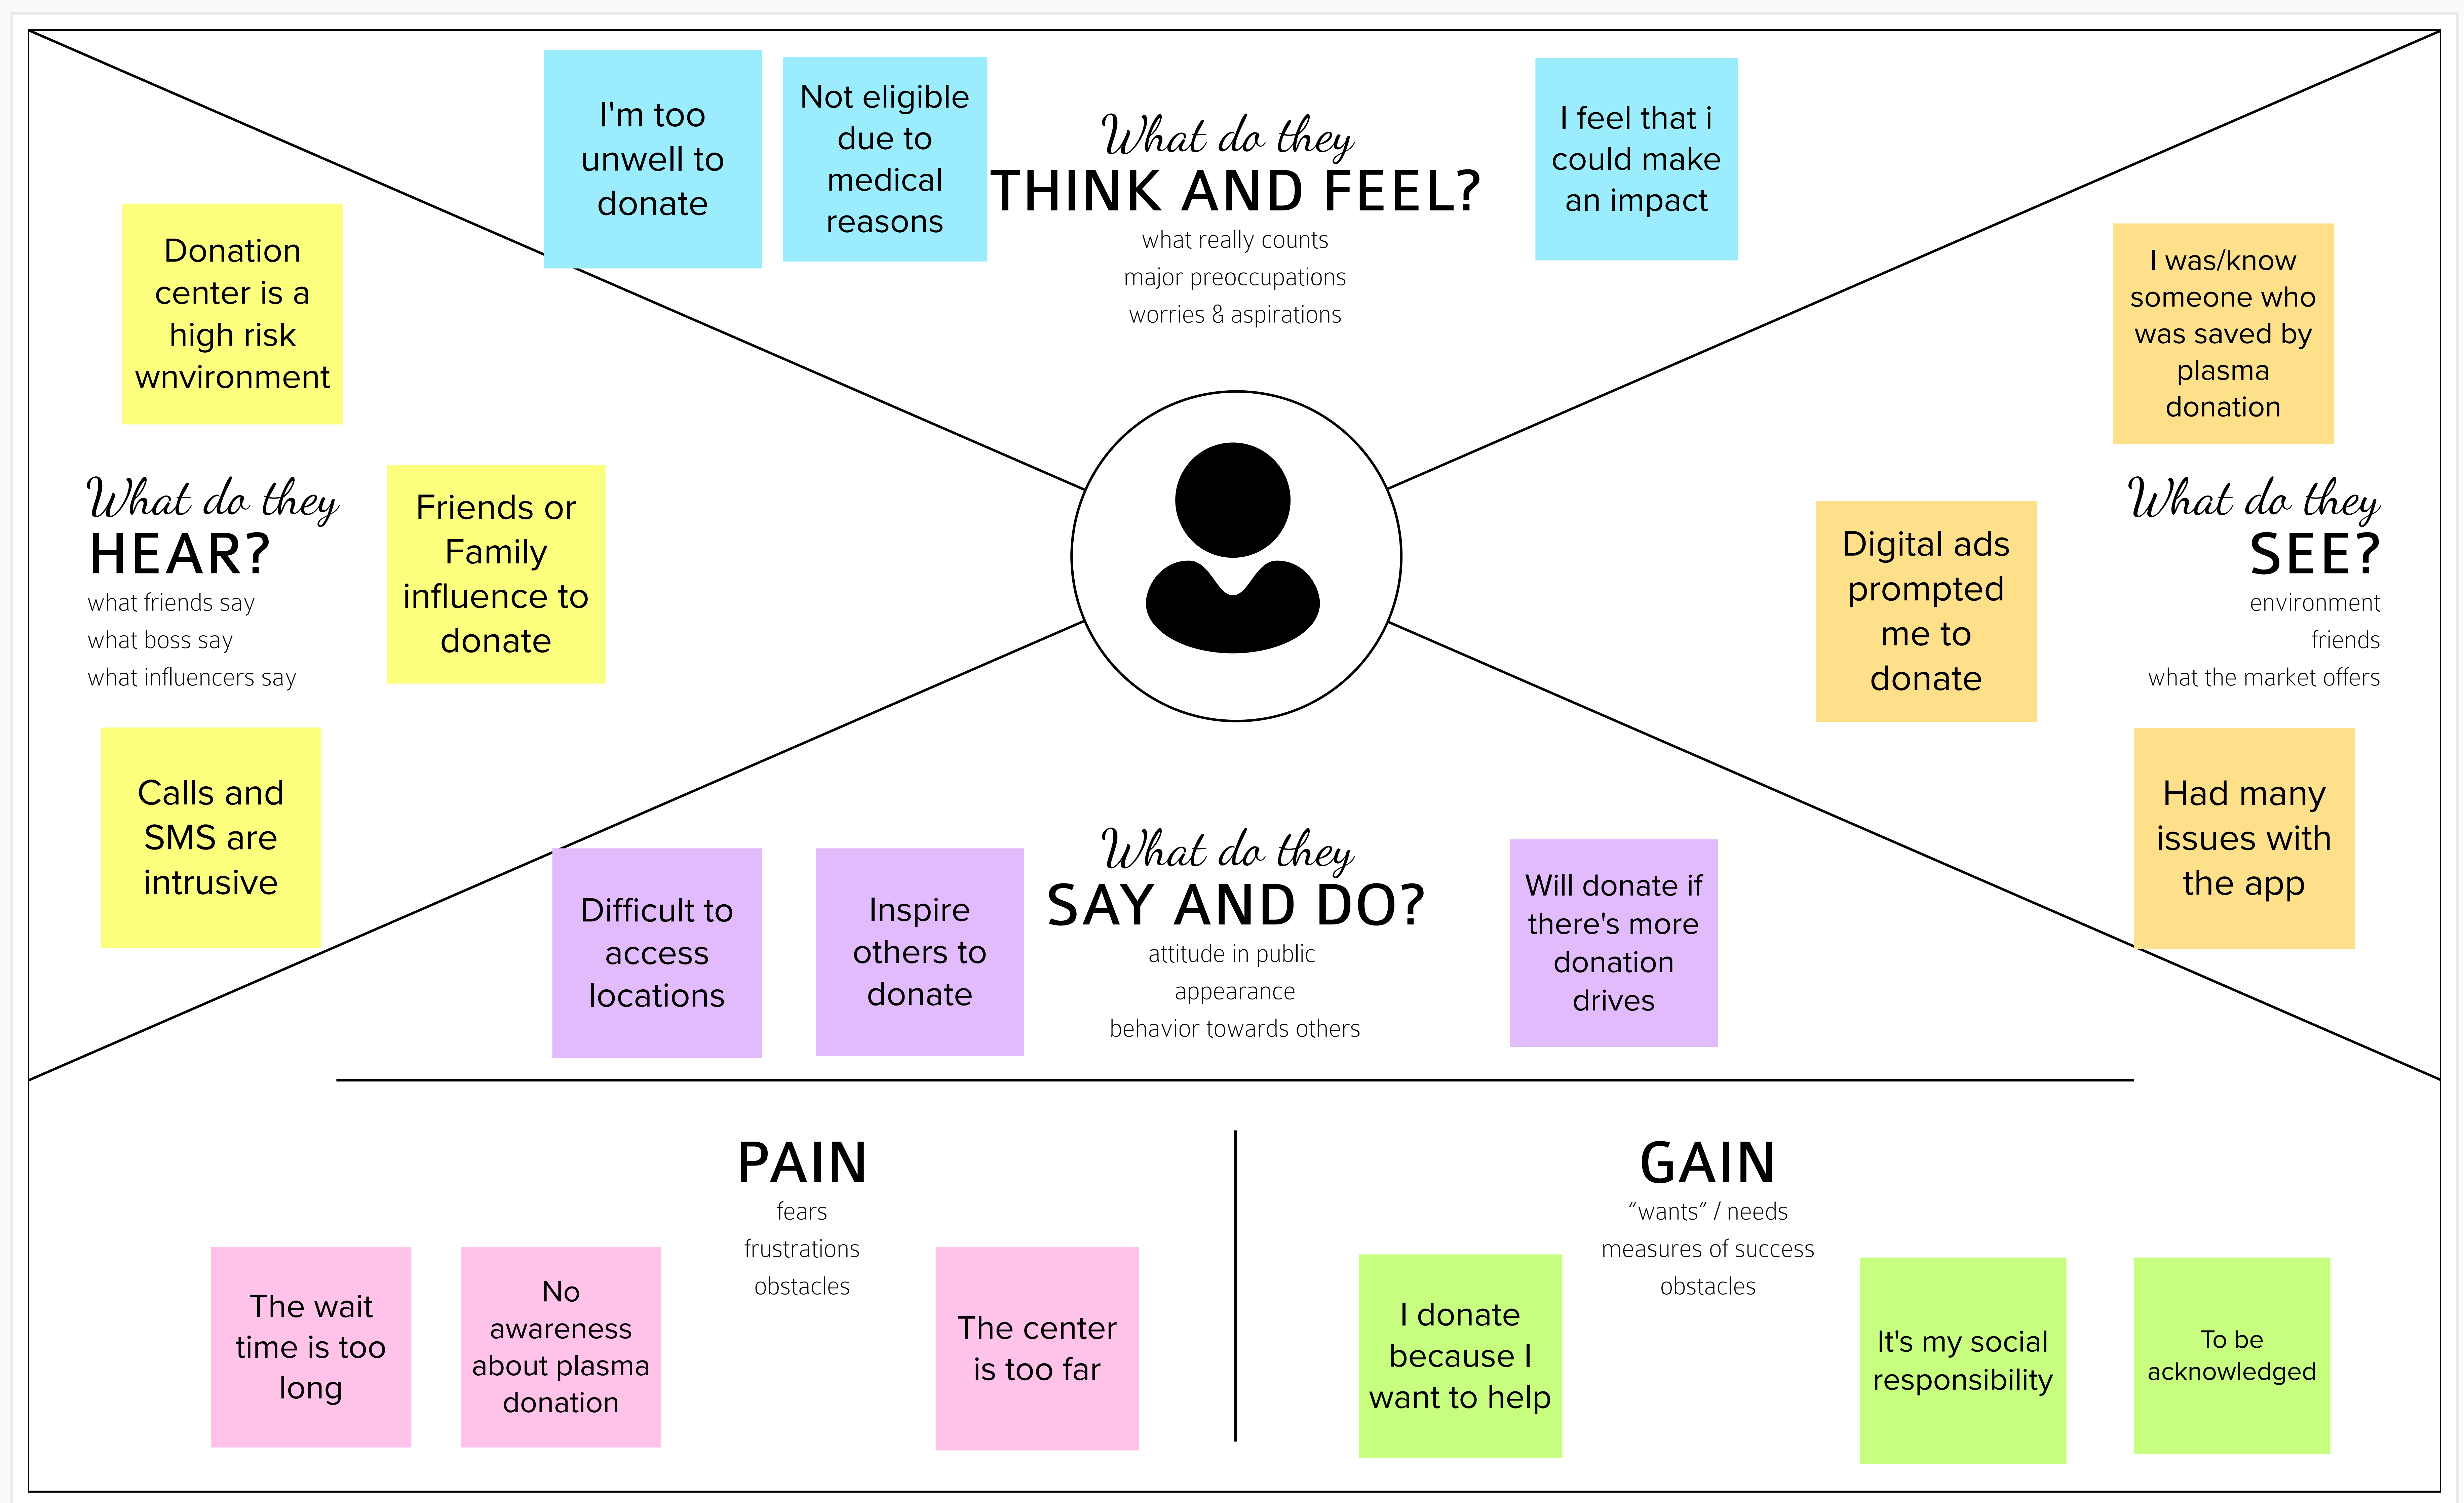 I'm too
unwell to
donate
Not eligible
due to
medical
reasons
What do they
THINK AND FEEL?
what really counts
major preoccupations
worries & aspirations
I feel that i
could make
an impact
Donation
center is a
high risk
wnvironment
What do they
HEAR?
what friends say
what boss say
what influencers say
Friends or
Family
influence to
donate
Calls and
SMS are
intrusive
I was/know
someone who
was saved by
plasma
donation
Digital ads
prompted
me to
donate
What do they
SEE?
environment
friends
what the market offers
Had many
issues with
the app
Difficult to
access
locations
Inspire
others to
donate
What do they
SAY AND DO?
attitude in public
appearance
behavior towards others
Will donate if
there's more
donation
drives
PAIN
fears
frustrations
obstacles
The wait
time is too
long
No
awareness
about plasma
donation
The center
is too far
GAIN
“wants” / needs
measures of success
obstacles
I donate
because I
want to help
It's my social
responsibility
To be
acknowledged